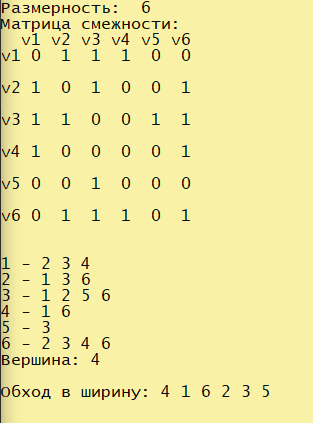 Размерность:  6
Матрица смежности:
  v1 v2 v3 v4 v5 v6
v1 0  1  1  1  0  0
v2 1  0  1  0  0  1
v3 1  1  0  0  1  1
v4 1  0  0  0  0  1
v5 0  0  1  0  0  0
v6 0  1  1  1  0  1
1 - 2 3 4
2 - 1 3 6
3 - 1 2 5 6
4 - 1 6
5 - 3
6 - 2 3 4 6
Вершина: 4
Обход в ширину: 4 1 6 2 3 5